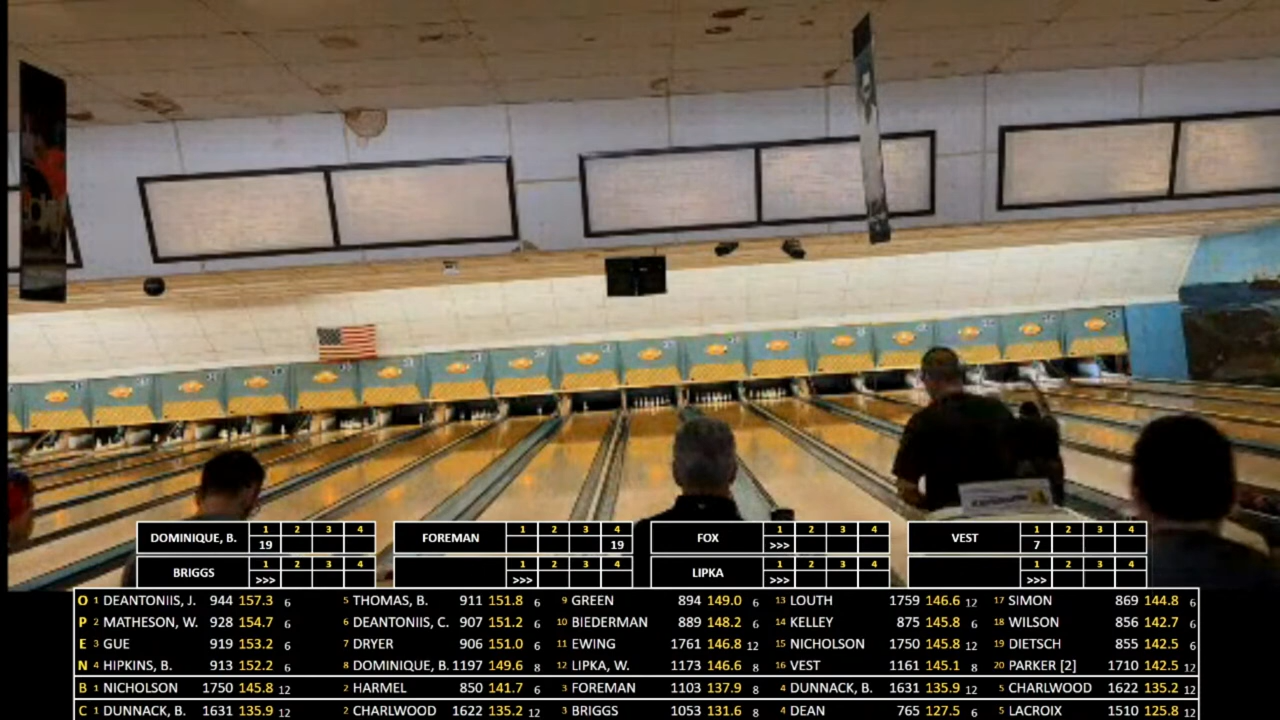 DOMINIQUE, B. 1 2 3 4
19
BRIGGS 1 2 3 4
>>>
FOREMAN 1 2 3 4
19
1 2 3 4
>>>
FOX 1 2 3 4
>>>
LIPKA 1 2 3 4
>>>
VEST 1 2 3 4
7
1 2 3 4
>>>
O 1 DEANTONIIS, J. 944 157.3 6 5 THOMAS, B. 911 151.8 6 9 GREEN 894 149.0 6 13 LOUTH 1759 146.6 12 17 SIMON 869 144.8 6
P 2 MATHESON, W. 928 154.7 6 6 DEANTONIIS, C. 907 151.2 6 10 BIEDERMAN 889 148.2 6 14 KELLEY 875 145.8 6 18 WILSON 856 142.7 6
E 3 GUE 919 153.2 6 7 DRYER 906 151.0 6 11 EWING 1761 146.8 12 15 NICHOLSON 1750 145.8 12 19 DIETSCH 855 142.5 6
N 4 HIPKINS, B. 913 152.2 6 8 DOMINIQUE, B. 1197 149.6 8 12 LIPKA, W. 1173 146.6 8 16 VEST 1161 145.1 8 20 PARKER [2] 1710 142.5 12
B 1 NICHOLSON 1750 145.8 12 2 HARMEL 850 141.7 6 3 FOREMAN 1103 137.9 8 4 DUNNACK, B. 1631 135.9 12 5 CHARLWOOD 1622 135.2 12
C 1 DUNNACK, B. 1631 135.9 12 2 CHARLWOOD 1622 135.2 12 3 BRIGGS 1053 131.6 8 4 DEAN 765 127.5 6 5 LACROIX 1510 125.8 12